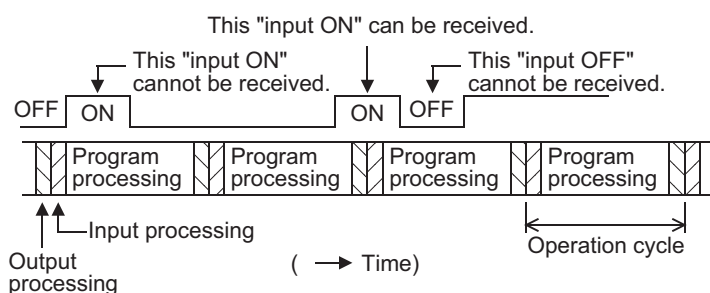 This "input ON" can be received.
This "input ON"
cannot be received.
This "input OFF"
cannot be received.
OFF
ON
ON
OFF
Program
processing
Program
processing
Program
processing
Program
processing
Input processing
Operation cycle
Output
processing
( → Time)